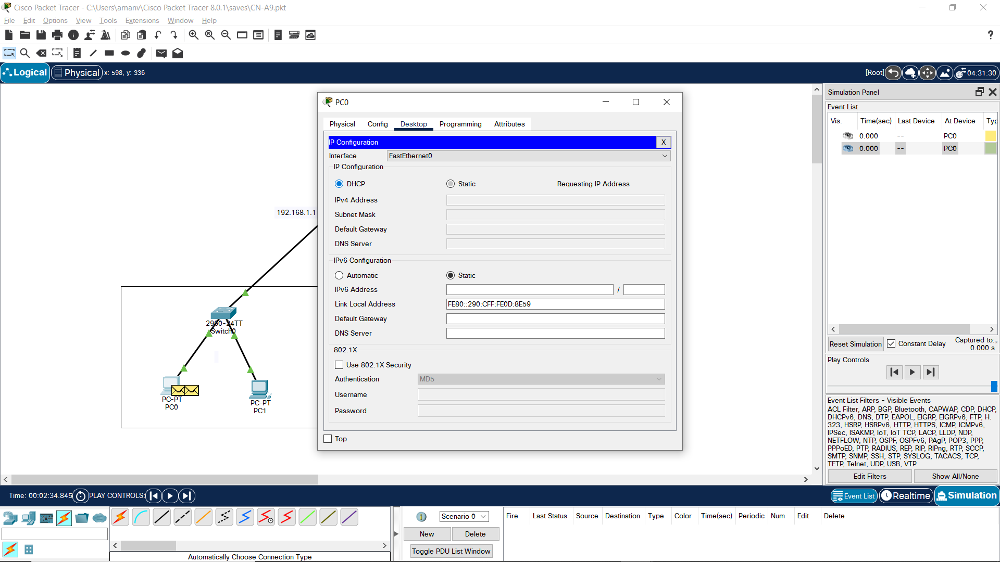 Cisco Packet Tracer - C:\Users\amanv\Cisco Packet Tracer 8.0.1\saves\CN-A9.pkt
File Edit Options View Tools Extensions Window Help
?
Logical Physical x: 598, y: 336
[Root] 04:31:30
192.168.1.1
2960-24TT
Switch0
PC-PT
PC0
PC-PT
PC1
PC0
Physical Config Desktop Programming Attributes
IP Configuration X
Interface FastEthernet0
IP Configuration
DHCP Static Requesting IP Address
IPv4 Address
Subnet Mask
Default Gateway
DNS Server
IPv6 Configuration
Automatic Static
IPv6 Address /
Link Local Address FE80::290:CFF:FE0D:8E59
Default Gateway
DNS Server
802.1X
Use 802.1X Security
Authentication MD5
Username
Password
Top
Simulation Panel
Event List
Vis. Time(sec) Last Device At Device Typ
0.000 -- PC0
0.000 -- PC0
Reset Simulation Constant Delay Captured to:
0.000 s
Play Controls
Event List Filters - Visible Events
ACL Filter, ARP, BGP, Bluetooth, CAPWAP, CDP, DHCP,
DHCPv6, DNS, DTP, EAPOL, EIGRP, EIGRPv6, FTP, H.
323, HSRP, HSRPv6, HTTP, HTTPS, ICMP, ICMPv6,
IPSec, ISAKMP, IoT, IoT TCP, LACP, LLDP, NDP,
NETFLOW, NTP, OSPF, OSPFv6, PAgP, POP3, PPP,
PPPoED, PTP, RADIUS, REP, RIP, RIPng, RTP, SCCP,
SMTP, SNMP, SSH, STP, SYSLOG, TACACS, TCP,
TFTP, Telnet, UDP, USB, VTP
Edit Filters Show All/None
Time: 00:02:34.845 PLAY CONTROLS: Event List Realtime Simulation
Scenario 0
New Delete
Toggle PDU List Window
Fire Last Status Source Destination Type Color Time(sec) Periodic Num Edit Delete
Automatically Choose Connection Type